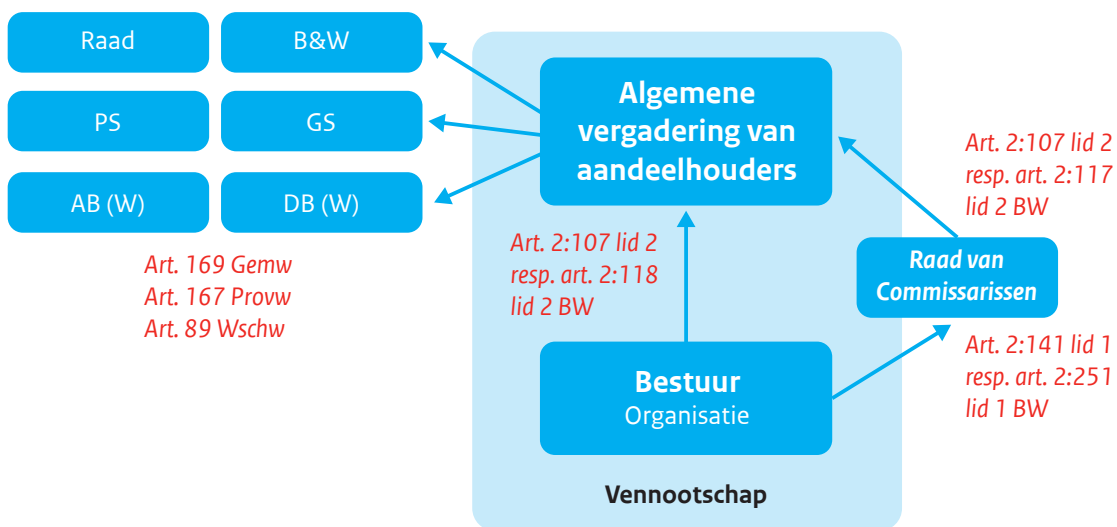 Raad
B&W
PS
GS
AB (W)
DB (W)
Art. 169 Gemw
Art. 167 Provw
Art. 89 Wschw
Algemene
vergadering van
aandeelhouders
Art. 2:107 lid 2
resp. art. 2:118
lid 2 BW
Bestuur
Organisatie
Vennootschap
Art. 2:107 lid 2
resp. art. 2:117
lid 2 BW
Raad van
Commissarissen
Art. 2:141 lid 1
resp. art. 2:251
lid 1 BW